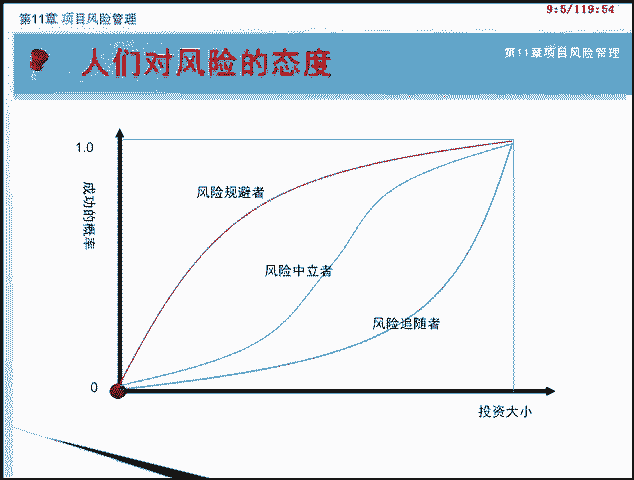 第11章 项目风险管理
9:5/119:54
人们对风险的态度
第11章项目风险管理
1.0
成功的概率
风险规避者
风险中立者
风险追随者
0
投资大小